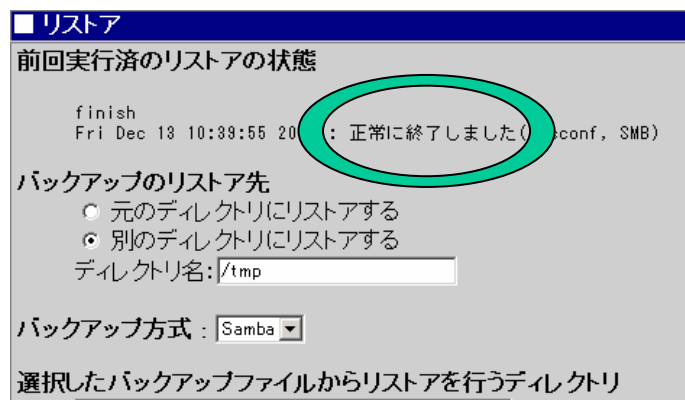 ■ リストア
前回実行済のリストアの状態
finish
Fri Dec 13 10:39:55 20 : 正常に終了しました( sconf, SMB)
バックアップのリストア先
元のディレクトリにリストアする
別のディレクトリにリストアする
ディレクトリ名:/tmp
バックアップ方式 : Samba
選択したバックアップファイルからリストアを行うディレクトリ